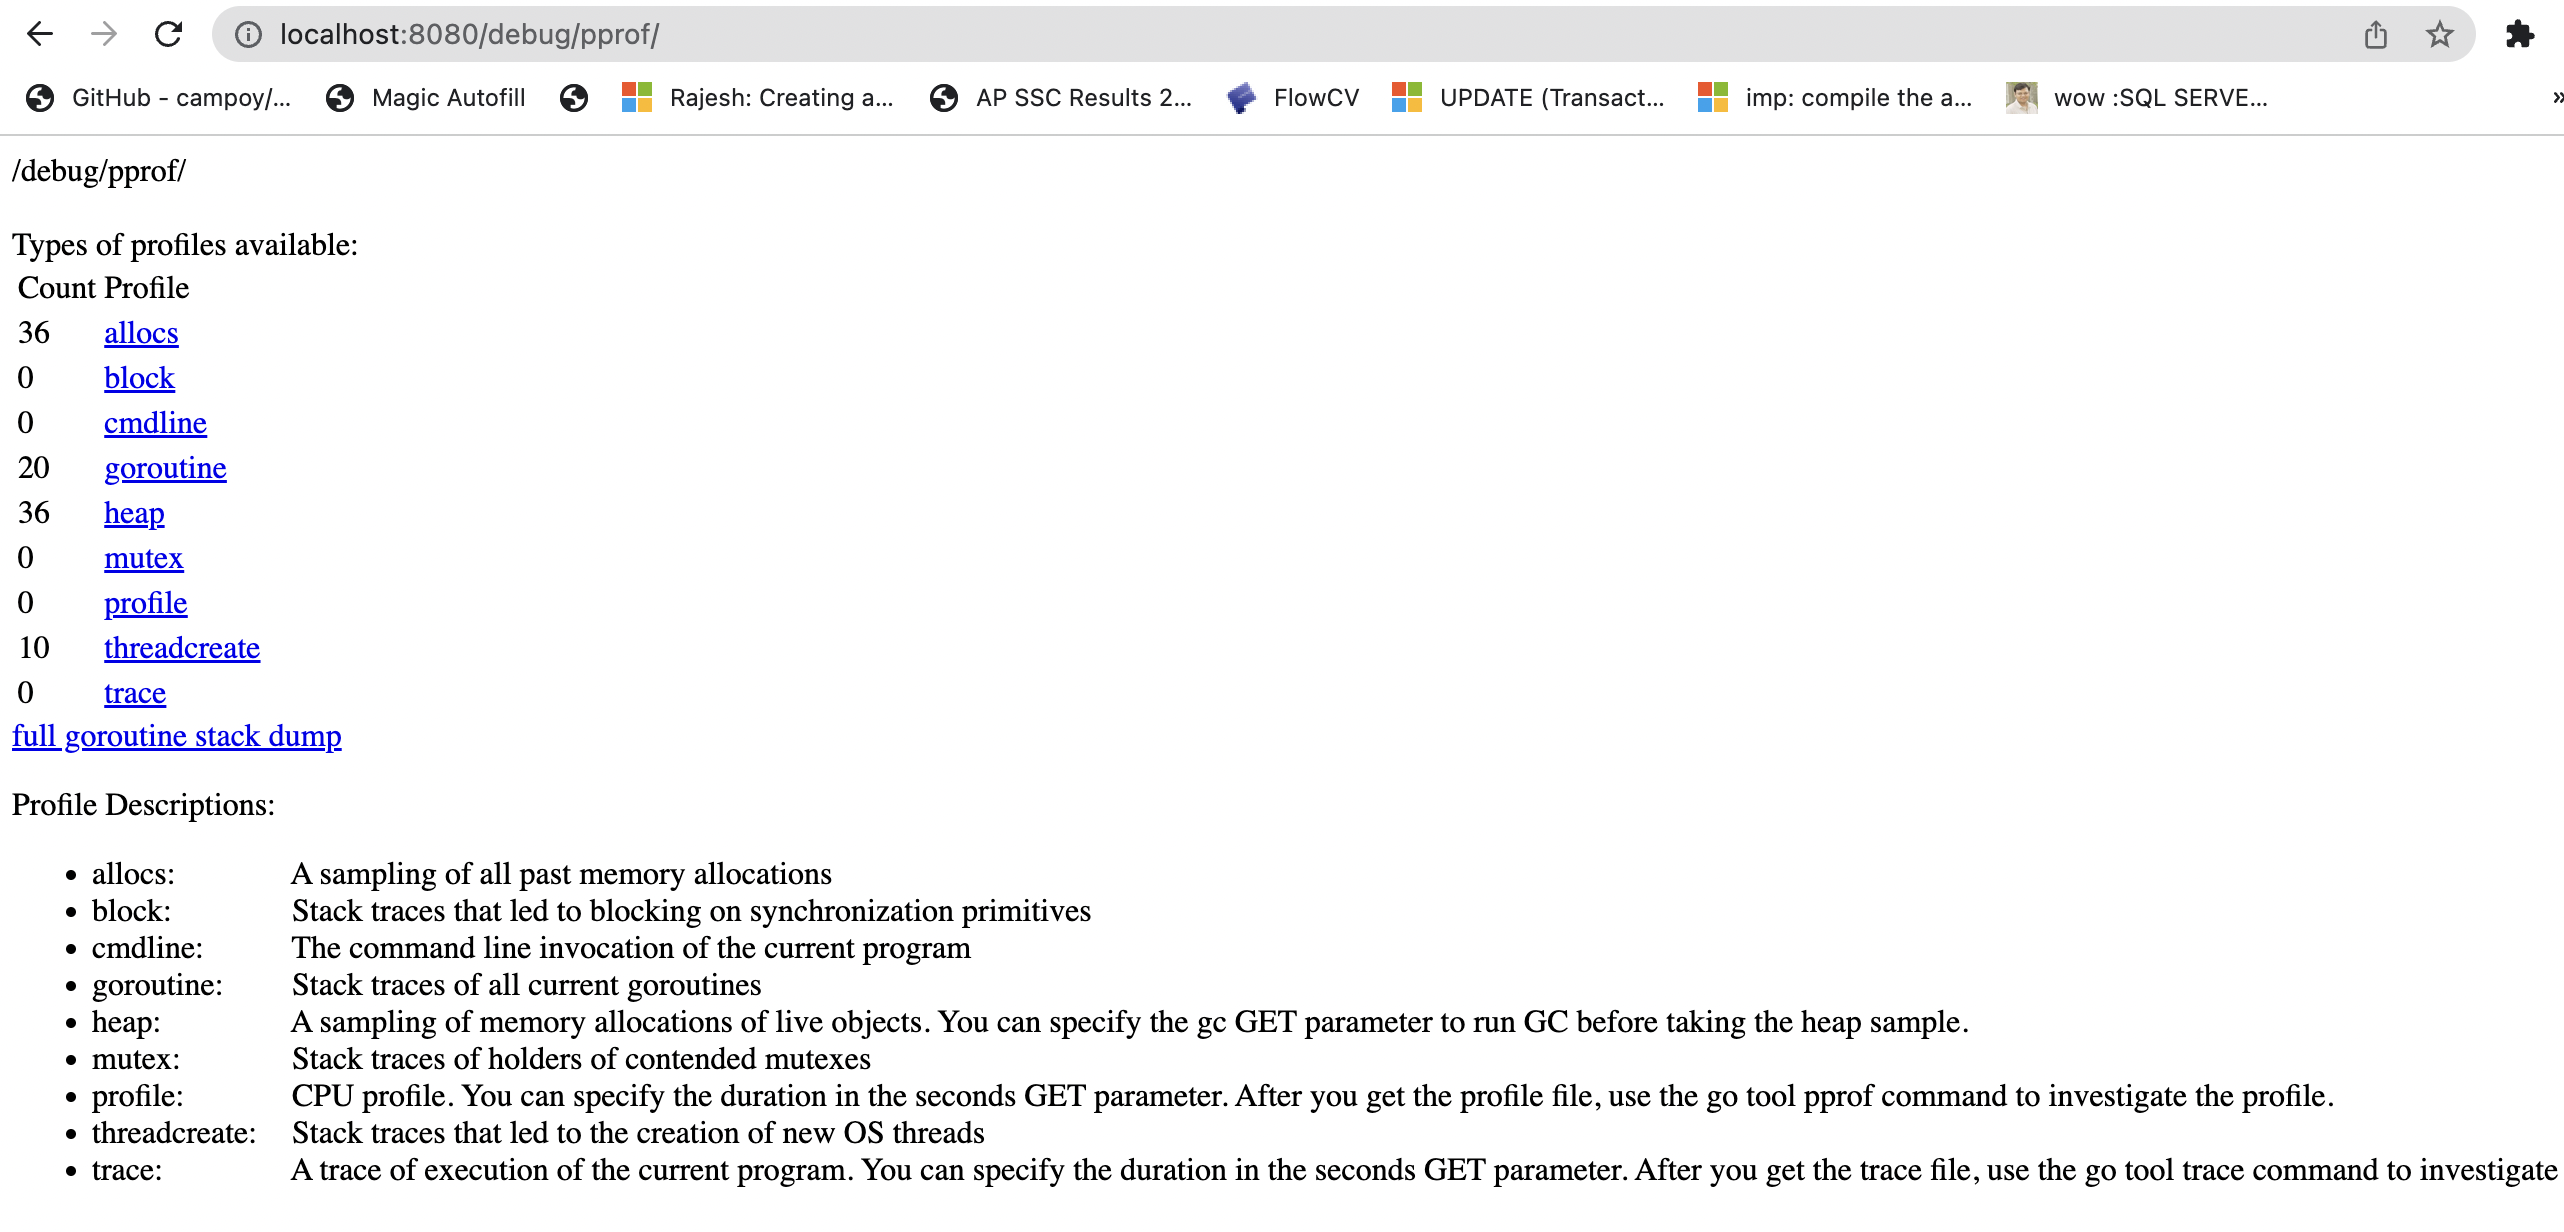 localhost:8080/debug/pprof/
GitHub - campoy/... Magic Autofill Rajesh: Creating a... AP SSC Results 2... FlowCV UPDATE (Transact... imp: compile the a... wow :SQL SERVE... »
/debug/pprof/
Types of profiles available:
Count Profile
36 allocs
0 block
0 cmdline
20 goroutine
36 heap
0 mutex
0 profile
10 threadcreate
0 trace
full goroutine stack dump
Profile Descriptions:
• allocs: A sampling of all past memory allocations
• block: Stack traces that led to blocking on synchronization primitives
• cmdline: The command line invocation of the current program
• goroutine: Stack traces of all current goroutines
• heap: A sampling of memory allocations of live objects. You can specify the gc GET parameter to run GC before taking the heap sample.
• mutex: Stack traces of holders of contended mutexes
• profile: CPU profile. You can specify the duration in the seconds GET parameter. After you get the profile file, use the go tool pprof command to investigate the profile.
• threadcreate: Stack traces that led to the creation of new OS threads
• trace: A trace of execution of the current program. You can specify the duration in the seconds GET parameter. After you get the trace file, use the go tool trace command to investigate